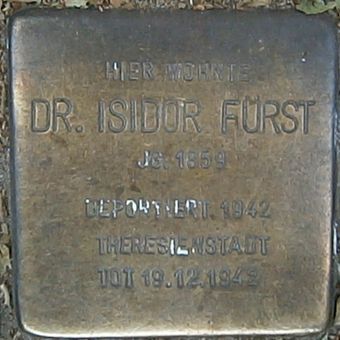 HIER WOHNTE
DR. ISIDOR FÜRST
JG. 1859
DEPORTIERT 1942
THERESIENSTADT
TOT 19.12.1942